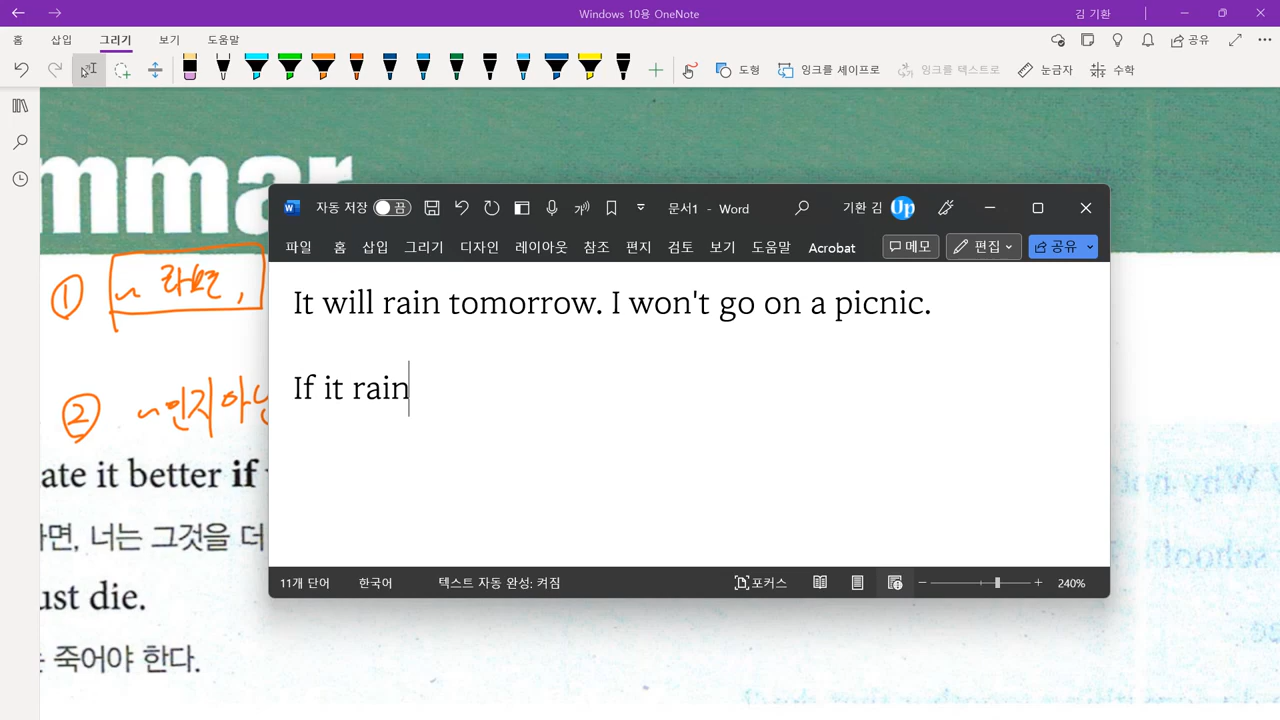 Windows 10용 OneNote
김 기환
홈 삽입 그리기 보기 도움말
공유
도형 잉크를 셰이프로 잉크를 텍스트로 눈금자 수학
mmar
① ~ 라면,
② ~인지 아닌
ate it better if
하면, 너는 그것을 더
ust die.
죽어야 한다.
자동 저장 끔 가 문서1 - Word 기환 김 Up
파일 홈 삽입 그리기 디자인 레이아웃 참조 편지 검토 보기 도움말 Acrobat 메모 편집 공유
It will rain tomorrow. I won't go on a picnic.
If it rain
11개 단어 한국어 텍스트 자동 완성: 켜짐 포커스 240%